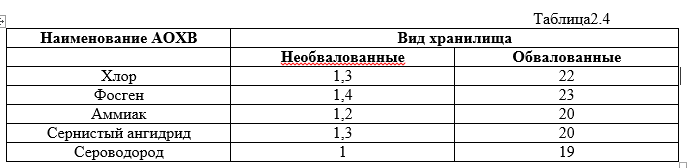 Таблица2.4
Наименование АОХВ Вид хранилища
Необвалованные Обвалованные
Хлор 1,3 22
Фосген 1,4 23
Аммиак 1,2 20
Сернистый ангидрид 1,3 20
Сероводород 1 19